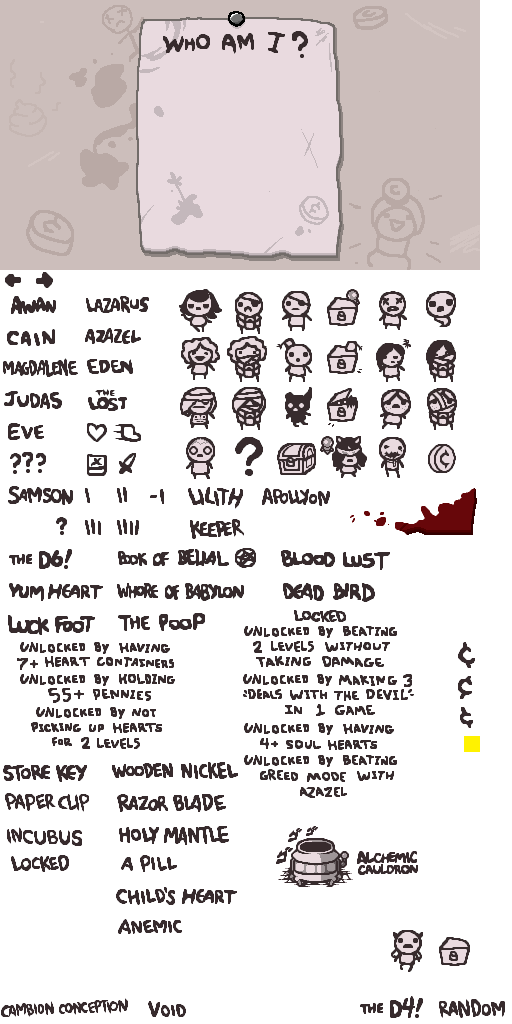 WHO AM I?
AWAN LAZARUS
CAIN AZAZEL
MAGDALENE EDEN
JUDAS THE LOST
EVE
???
?
SAMSON I II -I LILITH APOLLYON
? III IIII KEEPER
THE D6! BOOK OF BELIAL BLOOD LUST
YUM HEART WHORE OF BABYLON DEAD BIRD
LUCK FOOT THE POOP
LOCKED
UNLOCKED BY BEATING
2 LEVELS WITHOUT
TAKING DAMAGE
UNLOCKED BY HAVING
7+ HEART CONTAINERS
UNLOCKED BY HOLDING
55+ PENNIES
UNLOCKED BY NOT
PICKING UP HEARTS
FOR 2 LEVELS
UNLOCKED BY MAKING 3
"DEALS WITH THE DEVIL"
IN 1 GAME
UNLOCKED BY HAVING
4+ SOUL HEARTS
UNLOCKED BY BEATING
GREED MODE WITH
AZAZEL
¢
¢
¢
STORE KEY WOODEN NICKEL
PAPER CLIP RAZOR BLADE
INCUBUS HOLY MANTLE
LOCKED A PILL
CHILD'S HEART
ANEMIC
ALCHEMIC
CAULDRON
CAMBION CONCEPTION VOID THE D4! RANDOM